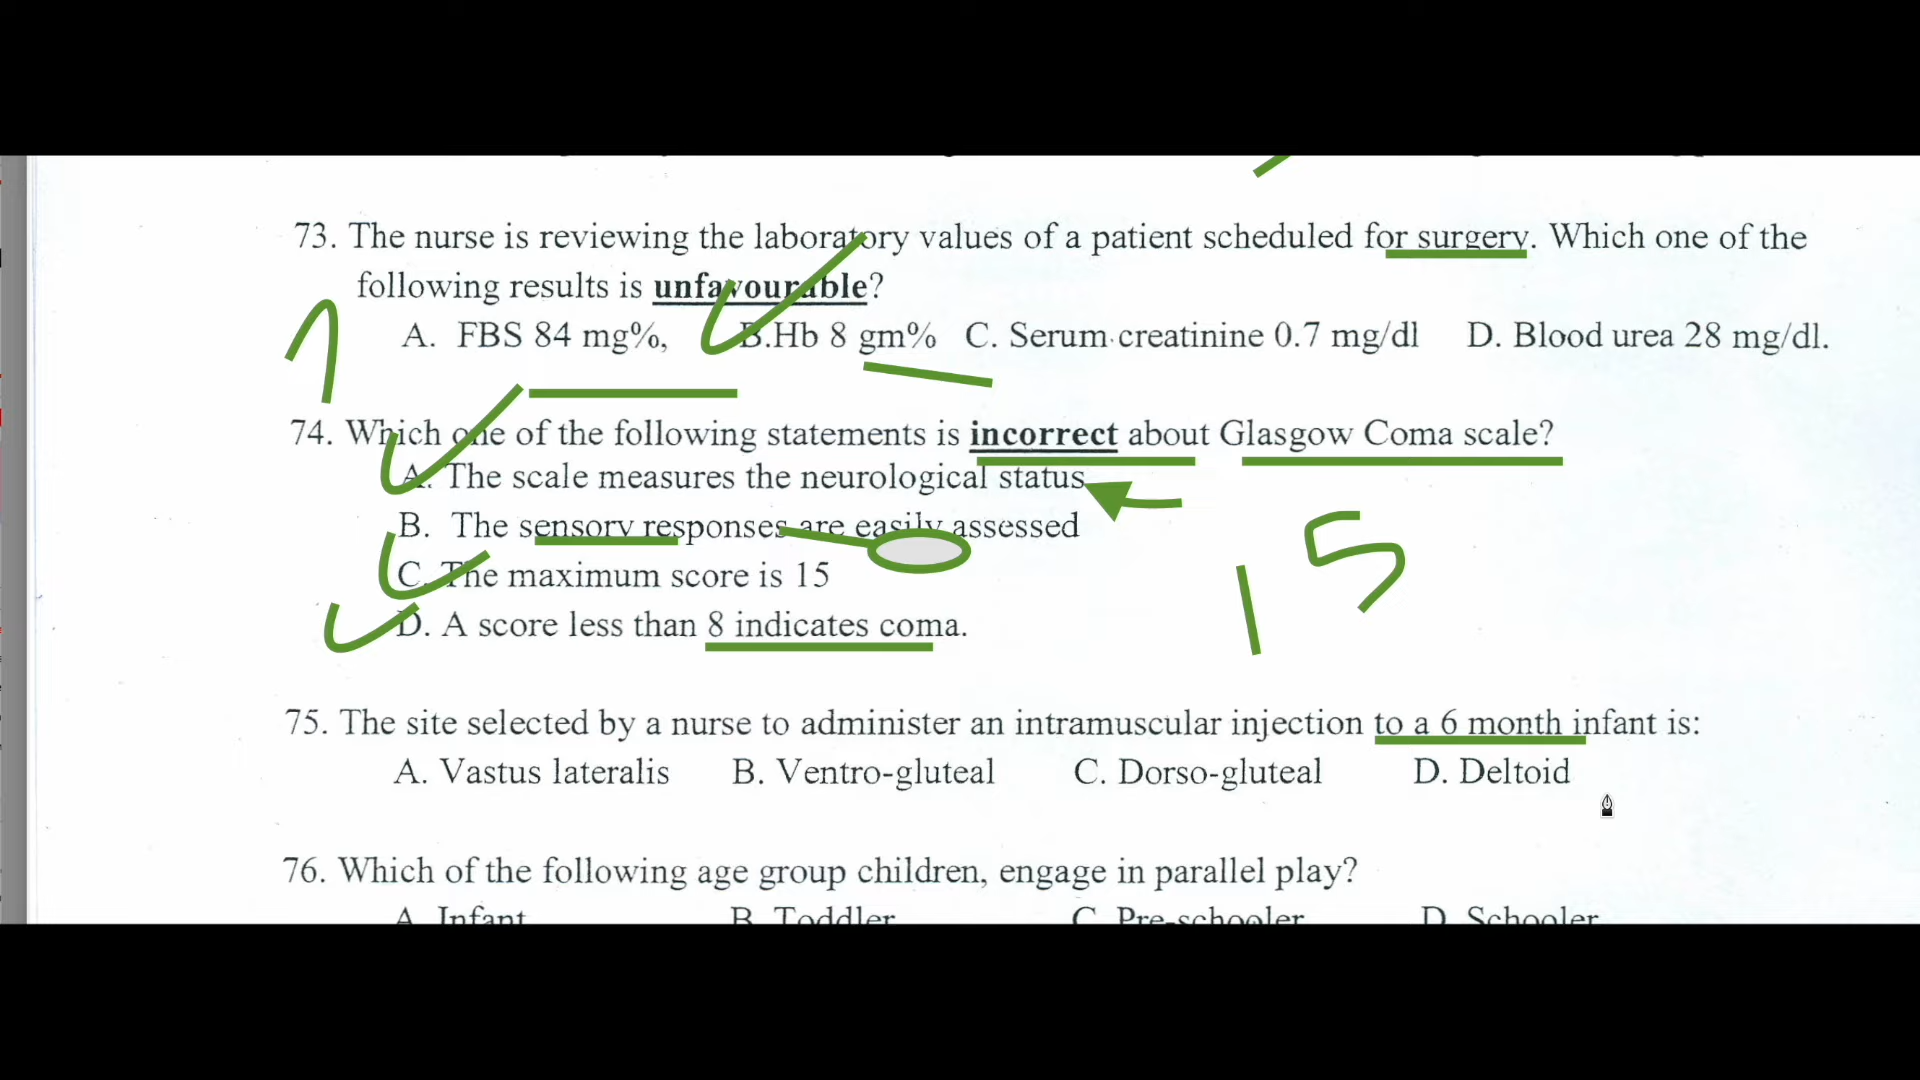 73. The nurse is reviewing the laboratory values of a patient scheduled for surgery. Which one of the
following results is unfavourable?
A. FBS 84 mg%, B.Hb 8 gm% C. Serum creatinine 0.7 mg/dl D. Blood urea 28 mg/dl.
74. Which one of the following statements is incorrect about Glasgow Coma scale?
A. The scale measures the neurological status
B. The sensory responses are easily assessed
15
C. The maximum score is 15
D. A score less than 8 indicates coma.
75. The site selected by a nurse to administer an intramuscular injection to a 6 month infant is:
A. Vastus lateralis B. Ventro-gluteal C. Dorso-gluteal D. Deltoid
76. Which of the following age group children, engage in parallel play?
A. Infant B. Toddler C. Pre-schooler D. Schooler